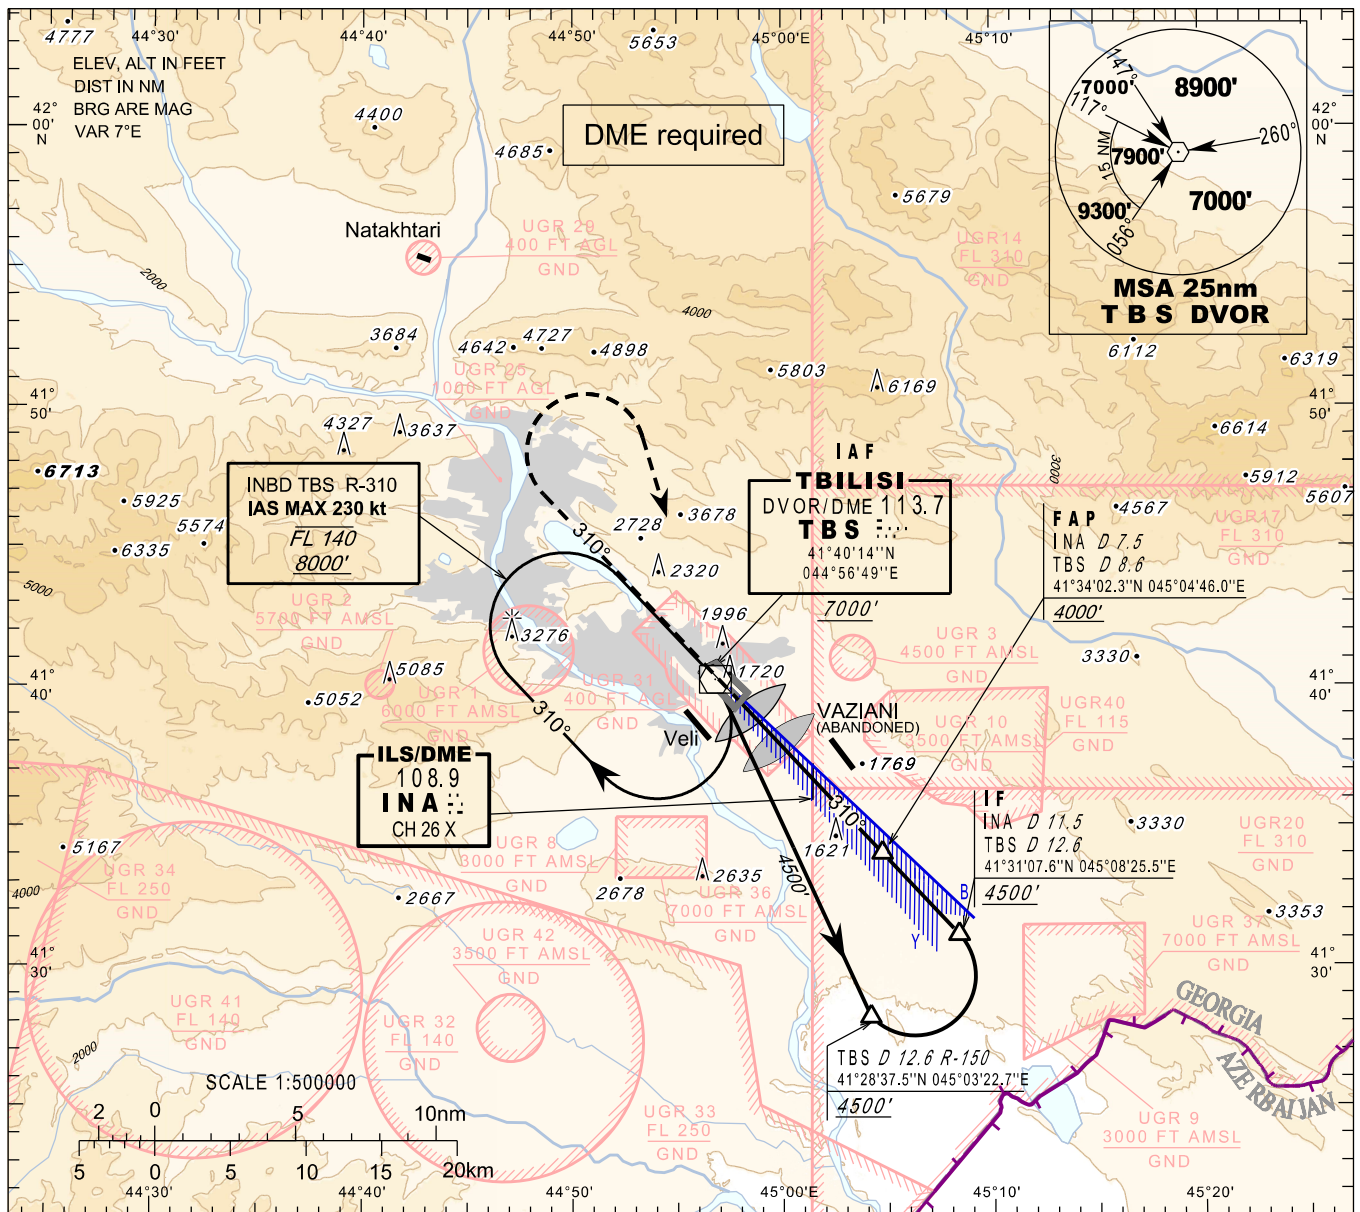 4777
44°30'
44°40'
44°50'
5653
45°00'E
45°10'
ELEV, ALT IN FEET
DIST IN NM
BRG ARE MAG
VAR 7°E
42°
00'
N
4400
4685
DME required
147°
7000'
8900'
117°
260°
15 NM
7900'
9300'
7000'
056°
MSA 25nm
TBS DVOR
42°
00'
N
5679
Natakhtari
UGR 29
400 FT AGL
GND
UGR14
FL 310
GND
2000
4000
3684
4642
4727
4898
UGR 25
1000 FT AGL
GND
5803
6169
6112
6319
41°
50'
41°
50'
4327
3637
6614
6713
5925
5574
6335
5912
5607
INBD TBS R-310
IAS MAX 230 kt
FL 140
8000'
IAF
TBILISI
DVOR/DME 113.7
TBS
41°40'14"N
044°56'49"E
7000'
3000
4567
UGR17
FL 310
GND
2728
3678
310°
2320
FAP
INA D 7.5
TBS D 8.6
41°34'02.3"N 045°04'46.0"E
4000'
5000
UGR 2
5700 FT AMSL
GND
3276
1996
1720
UGR 3
4500 FT AMSL
GND
3330
41°
40'
41°
40'
5085
5052
UGR 1
6000 FT AMSL
GND
UGR 31
400 FT AGL
GND
310°
Veli
VAZIANI
(ABANDONED)
UGR 10
3500 FT AMSL
GND
UGR40
FL 115
GND
1769
ILS/DME
108.9
INA
CH 26 X
310°
1621
IF
INA D 11.5
TBS D 12.6
41°31'07.6"N 045°08'25.5"E
4500'
3330
UGR20
FL 310
GND
5167
UGR 34
FL 250
GND
4000
UGR 8
3000 FT AMSL
GND
2678
2635
2667
UGR 36
7000 FT AMSL
GND
4500'
B
Y
3353
UGR 37
7000 FT AMSL
GND
UGR 42
3500 FT AMSL
GND
41°
30'
41°
30'
UGR 41
FL 140
GND
UGR 32
FL 140
GND
GEORGIA
AZERBAIJAN
2000
TBS D 12.6 R-150
41°28'37.5"N 045°03'22.7"E
4500'
SCALE 1:500000
2 0 5 10nm
5 0 5 10 15 20km
UGR 33
FL 250
GND
UGR 9
3000 FT AMSL
GND
44°30'
44°40'
44°50'
45°00'E
45°10'
45°20'